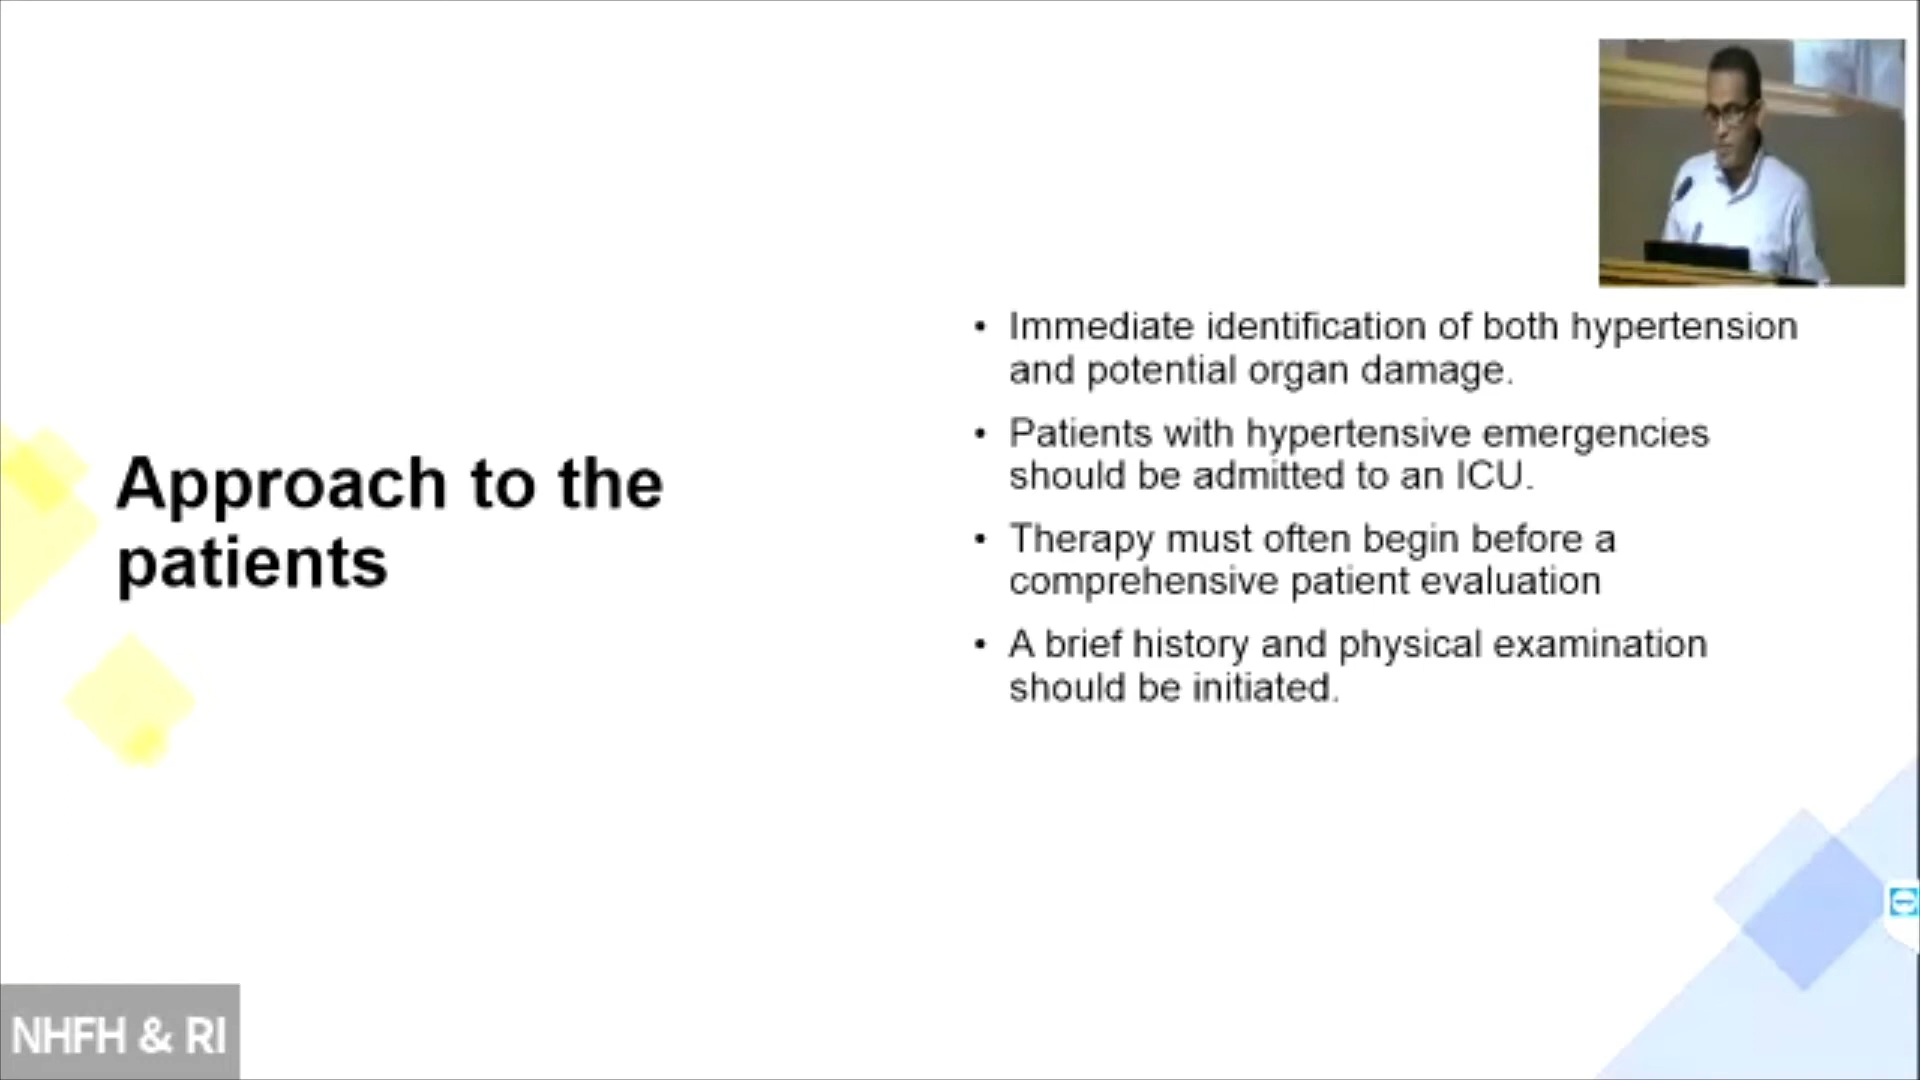 Approach to the
patients
• Immediate identification of both hypertension
and potential organ damage.
• Patients with hypertensive emergencies
should be admitted to an ICU.
• Therapy must often begin before a
comprehensive patient evaluation
• A brief history and physical examination
should be initiated.
NHFH & RI